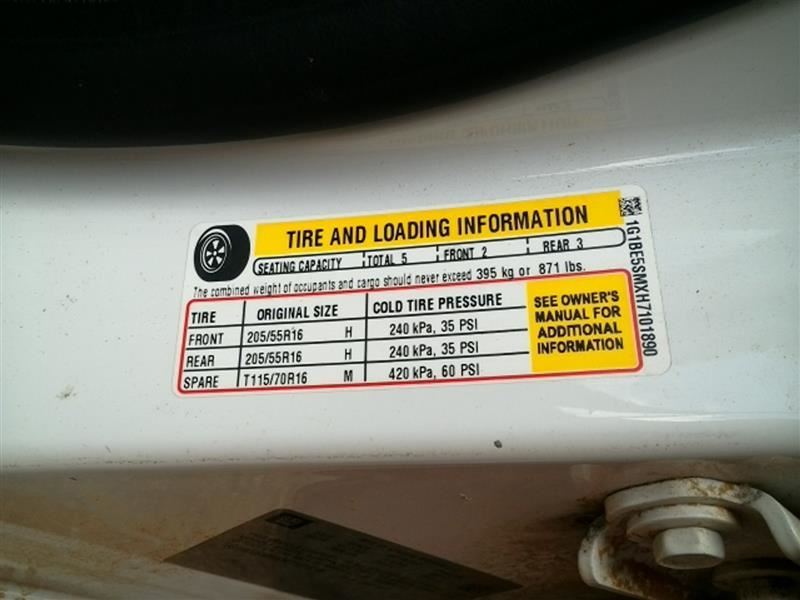 TIRE AND LOADING INFORMATION
SEATING CAPACITY TOTAL 5 FRONT 2 REAR 3
The combined weight of occupants and cargo should never exceed 395 kg or 871 lbs.
TIRE ORIGINAL SIZE COLD TIRE PRESSURE
FRONT 205/55R16 H 240 kPa, 35 PSI
REAR 205/55R16 H 240 kPa, 35 PSI
SPARE T115/70R16 M 420 kPa, 60 PSI
SEE OWNER'S
MANUAL FOR
ADDITIONAL
INFORMATION
1G1BE5SMXH7101890